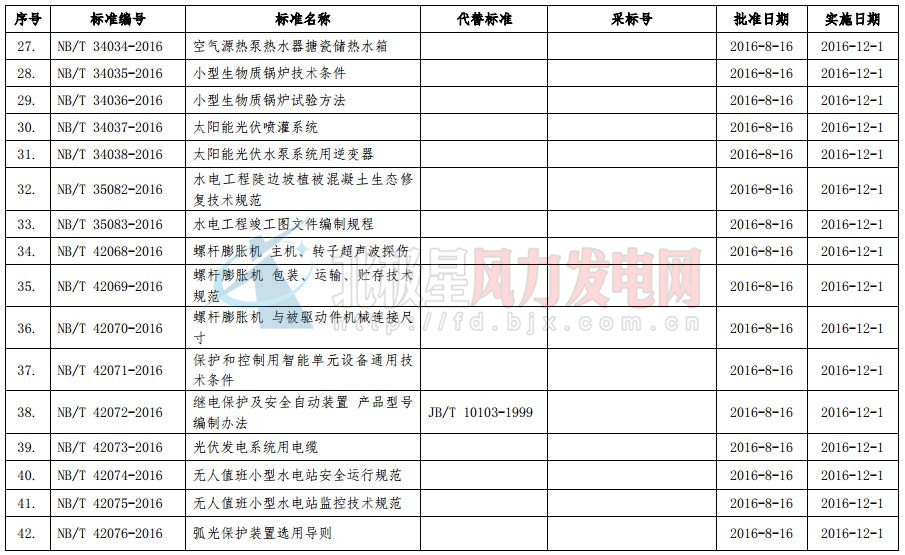 序号 标准编号 标准名称 代替标准 采标号 批准日期 实施日期
27. NB/T 34034-2016 空气源热泵热水器搪瓷储热水箱 2016-8-16 2016-12-1
28. NB/T 34035-2016 小型生物质锅炉技术条件 2016-8-16 2016-12-1
29. NB/T 34036-2016 小型生物质锅炉试验方法 2016-8-16 2016-12-1
30. NB/T 34037-2016 太阳能光伏喷灌系统 2016-8-16 2016-12-1
31. NB/T 34038-2016 太阳能光伏水泵系统用逆变器 2016-8-16 2016-12-1
32. NB/T 35082-2016 水电工程陡边坡植被混凝土生态修
复技术规范 2016-8-16 2016-12-1
33. NB/T 35083-2016 水电工程竣工图文件编制规程 2016-8-16 2016-12-1
34. NB/T 42068-2016 螺杆膨胀机 主机、转子超声波探伤 2016-8-16 2016-12-1
35. NB/T 42069-2016 螺杆膨胀机 包装、运输、贮存技术
规范 2016-8-16 2016-12-1
36. NB/T 42070-2016 螺杆膨胀机 与被驱动件机械连接尺
寸 2016-8-16 2016-12-1
37. NB/T 42071-2016 保护和控制用智能单元设备通用技
术条件 2016-8-16 2016-12-1
38. NB/T 42072-2016 继电保护及安全自动装置 产品型号
编制办法 JB/T 10103-1999 2016-8-16 2016-12-1
39. NB/T 42073-2016 光伏发电系统用电缆 2016-8-16 2016-12-1
40. NB/T 42074-2016 无人值班小型水电站安全运行规范 2016-8-16 2016-12-1
41. NB/T 42075-2016 无人值班小型水电站监控技术规范 2016-8-16 2016-12-1
42. NB/T 42076-2016 弧光保护装置选用导则 2016-8-16 2016-12-1
北极星风力发电网
http://fd.bjx.com.cn